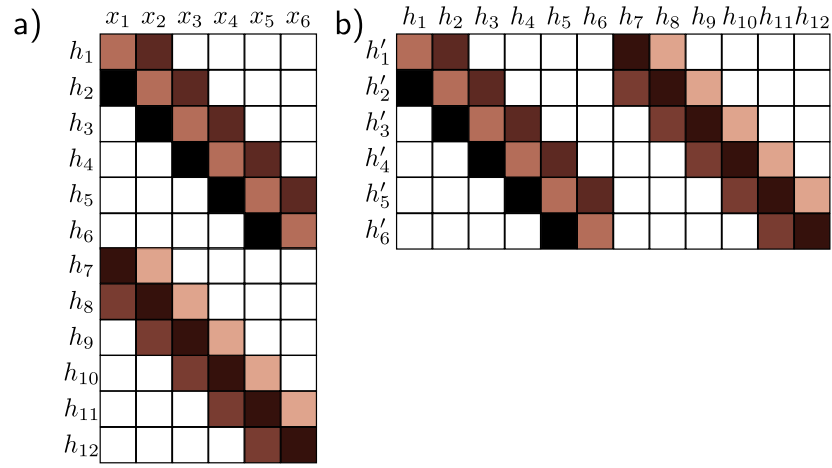 a) x₁ x₂ x₃ x₄ x₅ x₆
h₁
h₂
h₃
h₄
h₅
h₆
h₇
h₈
h₉
h₁₀
h₁₁
h₁₂
b) h₁ h₂ h₃ h₄ h₅ h₆ h₇ h₈ h₉ h₁₀ h₁₁ h₁₂
h′₁
h′₂
h′₃
h′₄
h′₅
h′₆